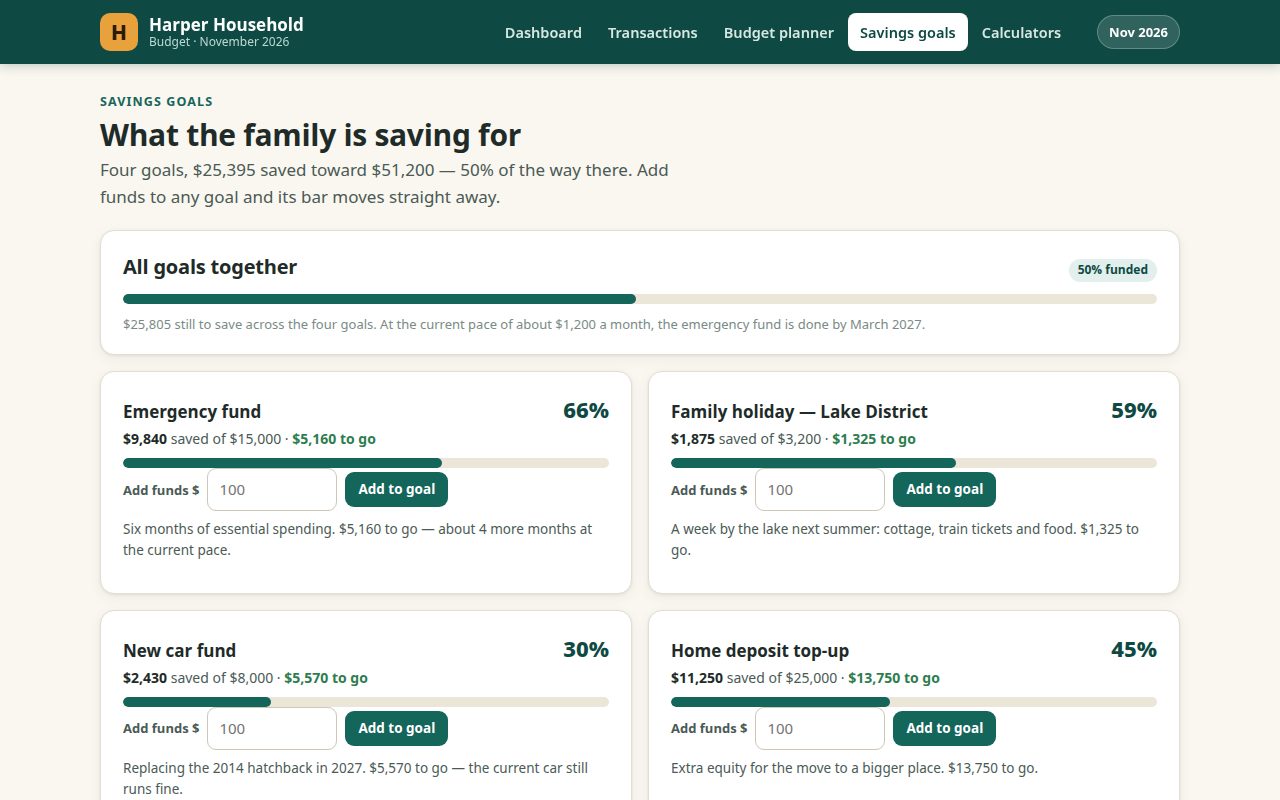 H
Harper Household
Budget · November 2026
Dashboard
Transactions
Budget planner
Savings goals
Calculators
Nov 2026
SAVINGS GOALS
What the family is saving for
Four goals, $25,395 saved toward $51,200 — 50% of the way there. Add
funds to any goal and its bar moves straight away.
All goals together
50% funded
$25,805 still to save across the four goals. At the current pace of about $1,200 a month, the emergency fund is done by March 2027.
Emergency fund
66%
$9,840 saved of $15,000 · $5,160 to go
Add funds $
100
Add to goal
Six months of essential spending. $5,160 to go — about 4 more months at
the current pace.
Family holiday — Lake District
59%
$1,875 saved of $3,200 · $1,325 to go
Add funds $
100
Add to goal
A week by the lake next summer: cottage, train tickets and food. $1,325 to
go.
New car fund
30%
$2,430 saved of $8,000 · $5,570 to go
Add funds $
100
Add to goal
Replacing the 2014 hatchback in 2027. $5,570 to go — the current car still
runs fine.
Home deposit top-up
45%
$11,250 saved of $25,000 · $13,750 to go
Add funds $
100
Add to goal
Extra equity for the move to a bigger place. $13,750 to go.